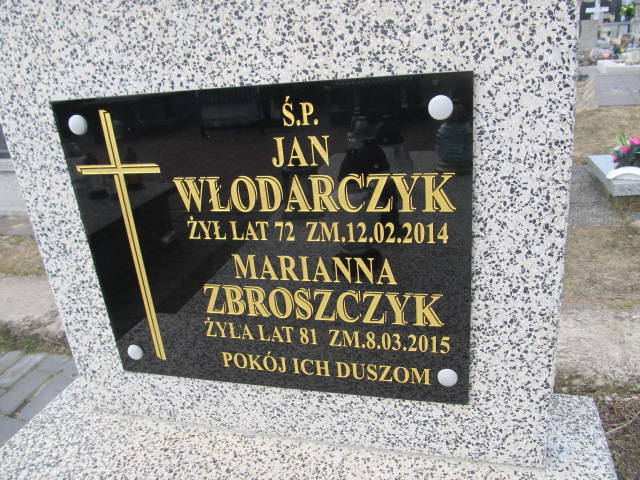 Ś.P.
JAN
WŁODARCZYK
ŻYŁ LAT 72 ZM.12.02.2014
MARIANNA
ZBROSZCZYK
ŻYŁA LAT 81 ZM.8.03.2015
POKÓJ ICH DUSZOM